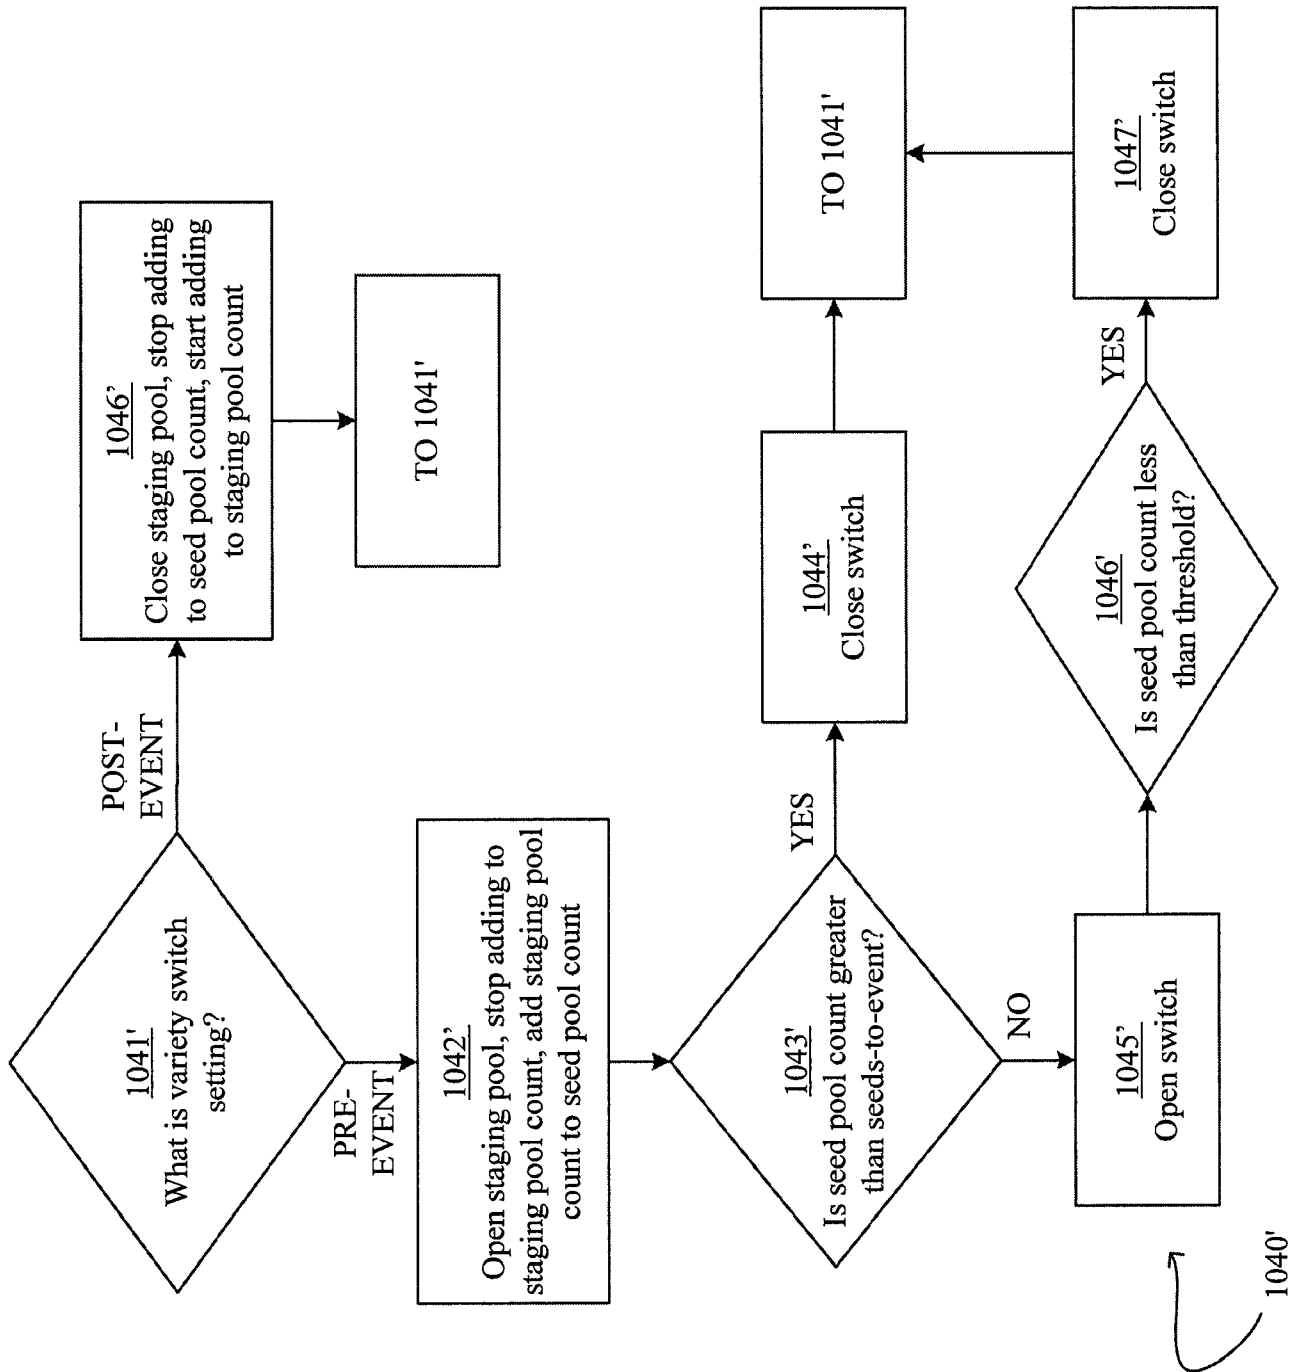 1041'
What is variety switch
setting?
POST-
EVENT
1046’
Close staging pool, stop adding
to seed pool count, start adding
to staging pool count
TO 1041'
PRE-
EVENT
1042’
Open staging pool, stop adding to
staging pool count, add staging pool
count to seed pool count
1043'
Is seed pool count greater
than seeds-to-event?
YES
1044’
Close switch
TO 1041'
NO
1045’
Open switch
1046'
Is seed pool count less
than threshold?
YES
1047’
Close switch
1040'